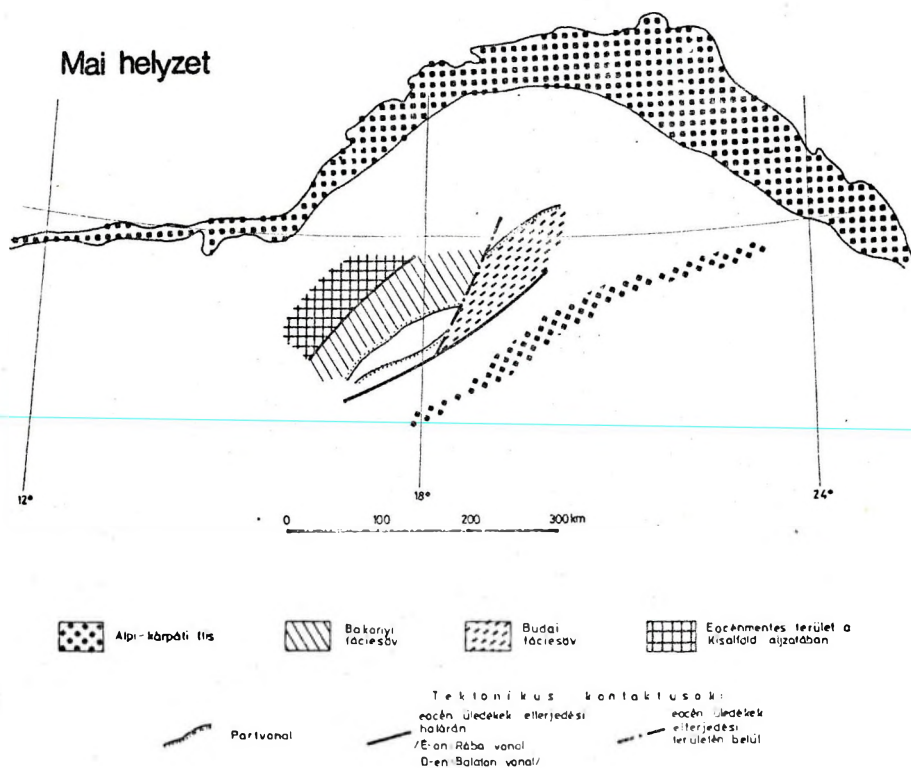 Mai helyzet
12°
18°
24°
0 100 200 300 km
Alpi-kárpáti flis
Bakonyi
fáciesöv
Budai
fáciesöv
Eocénmentes terület a
Kisalföld aljzatában
Partvonal
Tektonikus kontaktusok:
eocén üledékek elterjedési
határán
/É-on Rába vonal
D-en Balaton vonal/
eocén üledékek
elterjedési
területén belül